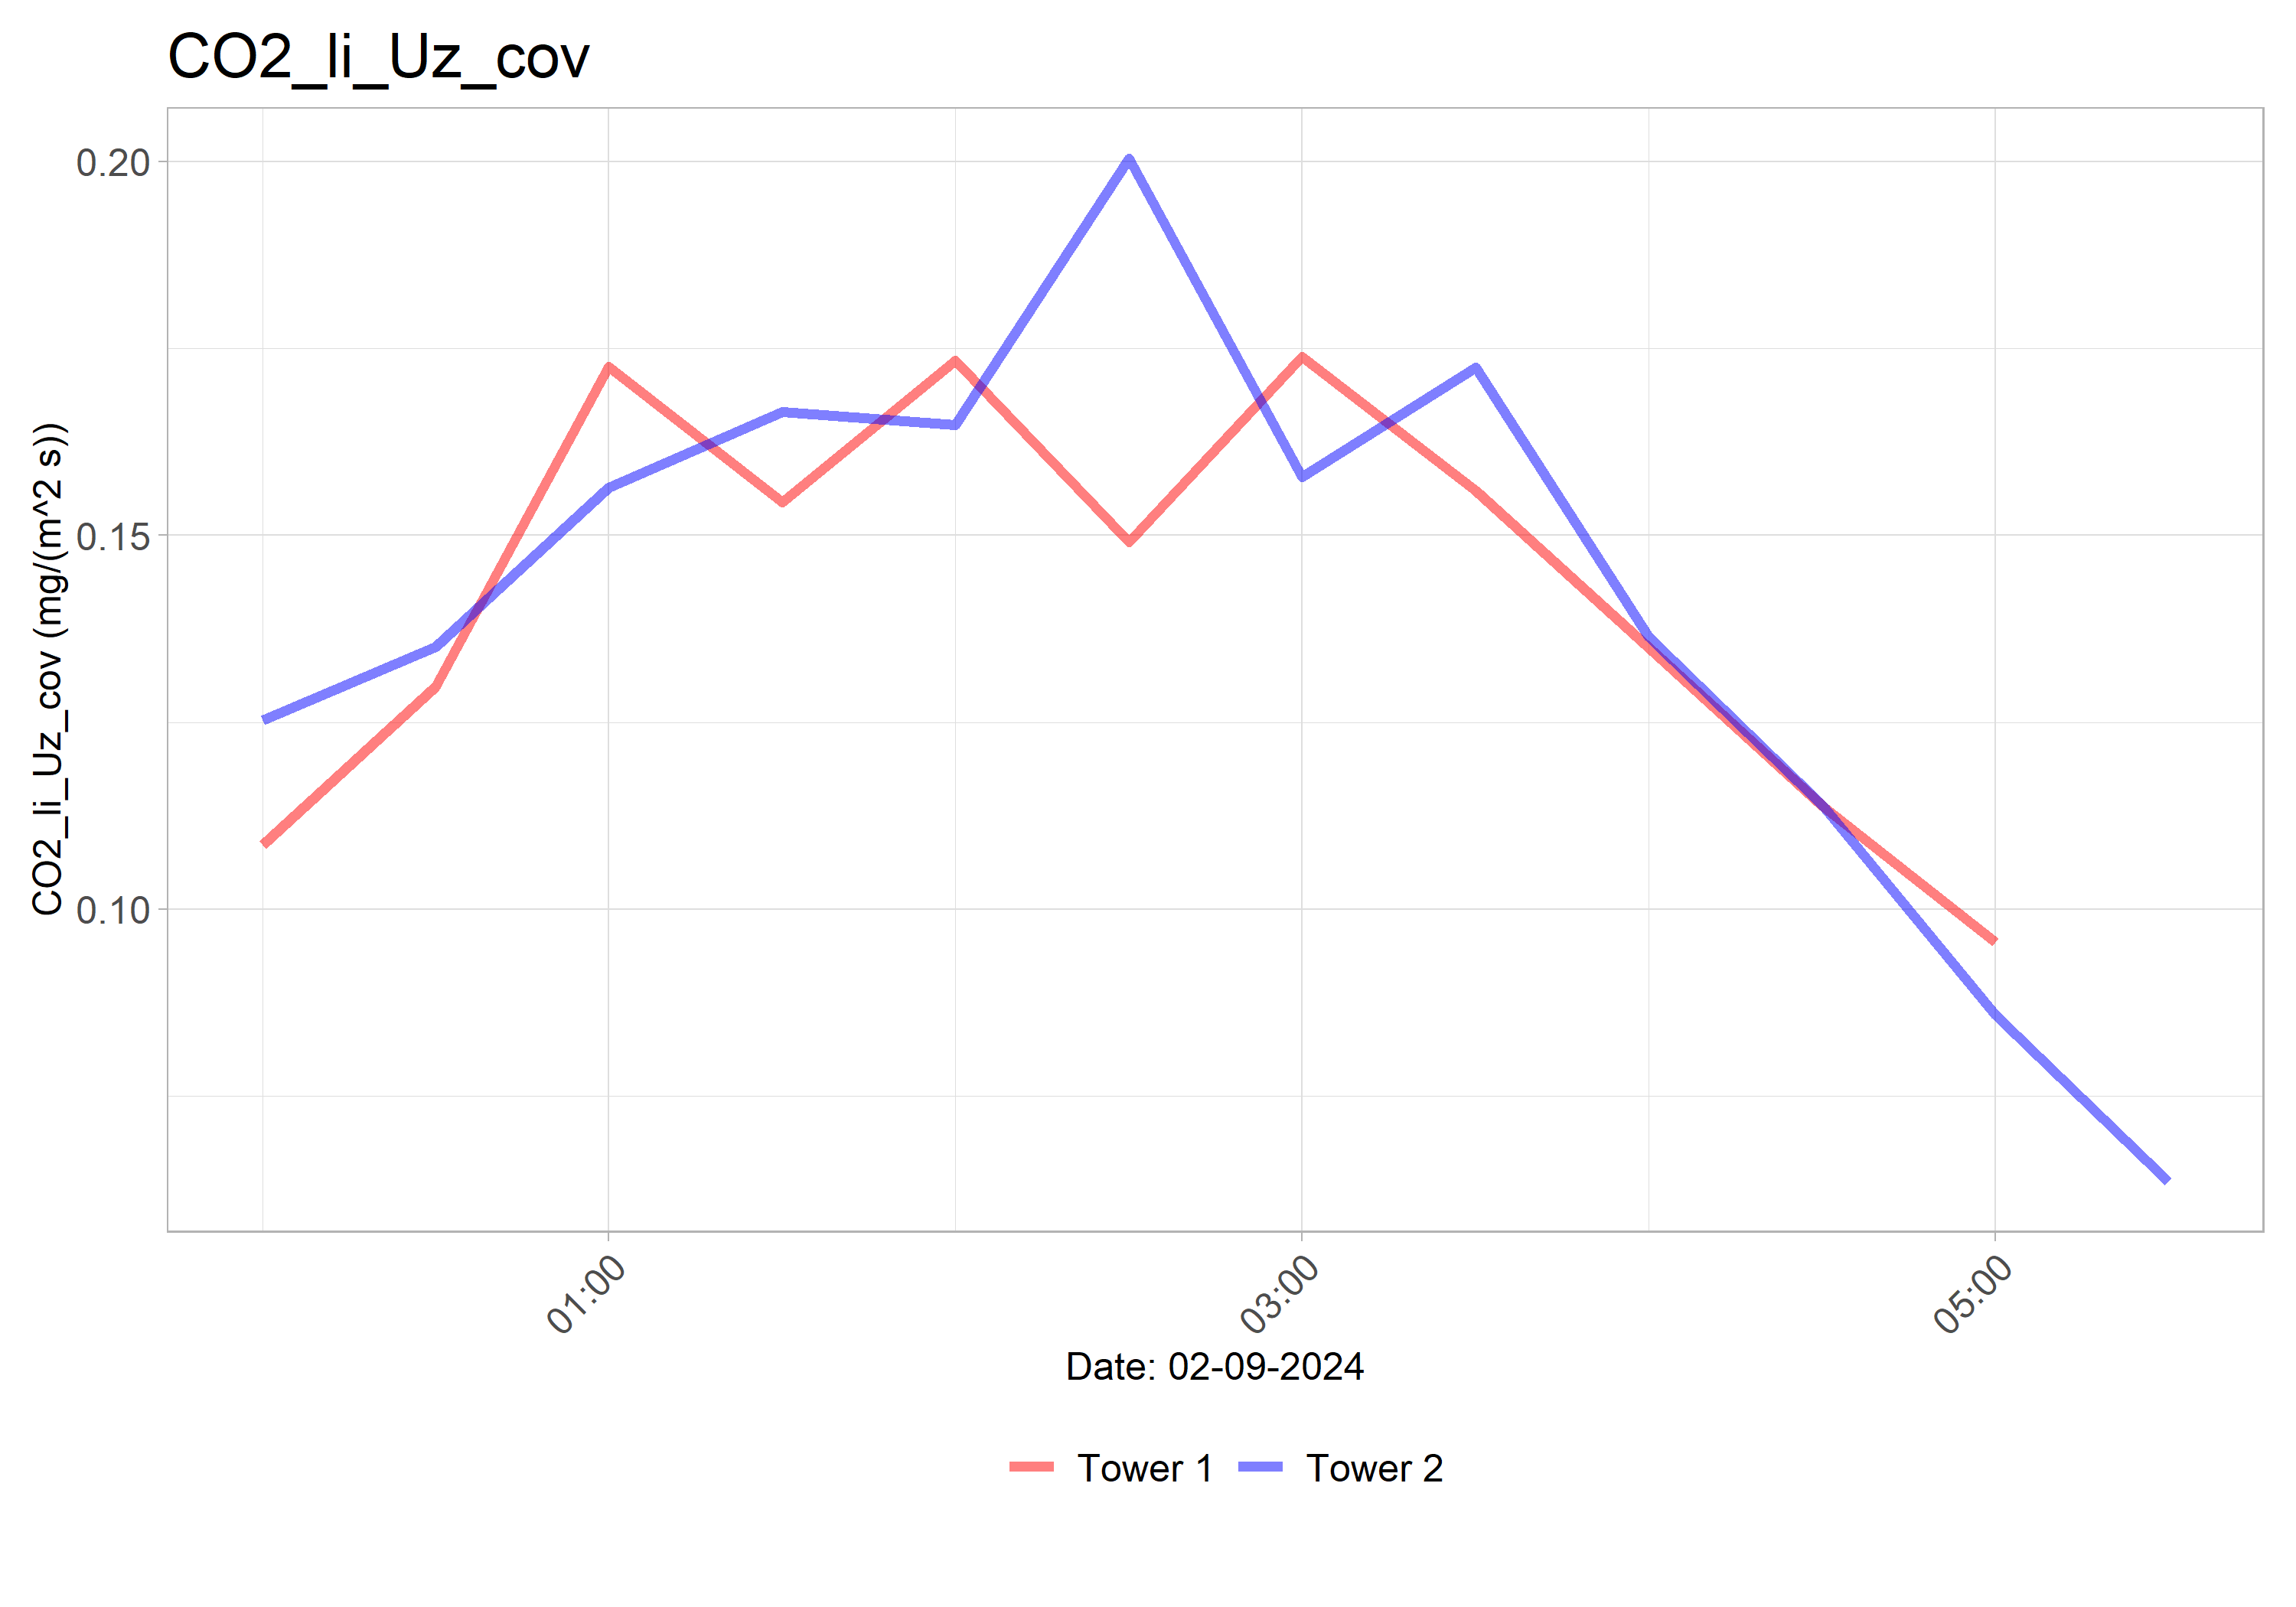 CO2_li_Uz_cov
CO2_li_Uz_cov (mg/(m^2 s))
0.20
0.15
0.10
01:00
03:00
05:00
Date: 02-09-2024
Tower 1
Tower 2